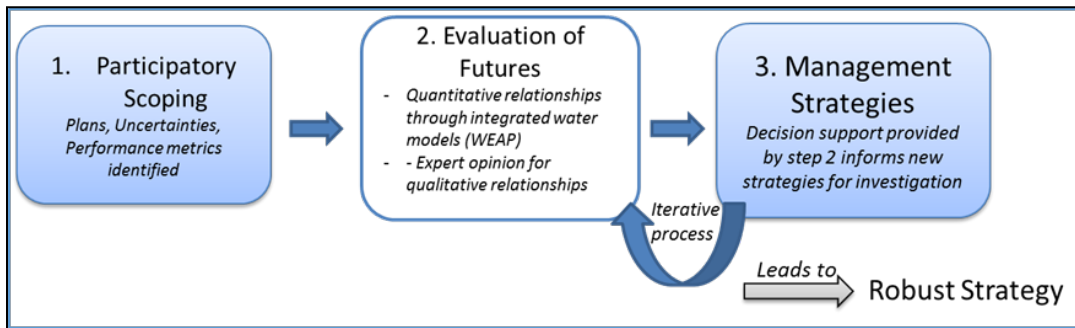 1. Participatory
Scoping
Plans, Uncertainties,
Performance metrics
identified
2. Evaluation of
Futures
- Quantitative relationships
through integrated water
models (WEAP)
- - Expert opinion for
qualitative relationships
3. Management
Strategies
Decision support provided
by step 2 informs new
strategies for investigation
Iterative
process
Leads to
Robust Strategy